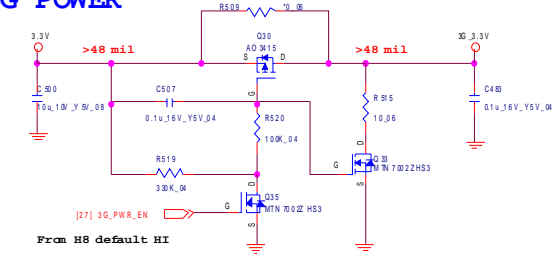 G POWER
R509 *0_06
3.3V
>48 mil
Q30
AO3415
S D
G
>48 mil
3G_3.3V
C500
10u_10V_Y5V_08
C507
0.1u_16V_Y5V_04
R520
100K_04
R515
10_06
C483
0.1u_16V_Y5V_04
R519
330K_04
D
G
S
Q33
MTN7002ZHS3
D
G
S
Q35
MTN7002ZHS3
[27] 3G_PWR_EN
From H8 default HI